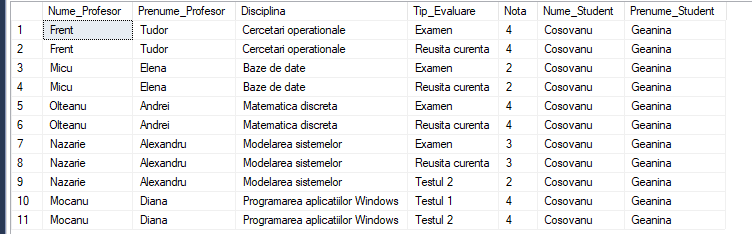 Nume_Profesor Prenume_Profesor Disciplina Tip_Evaluare Nota Nume_Student Prenume_Student
1 Frent Tudor Cercetari operationale Examen 4 Cosovanu Geanina
2 Frent Tudor Cercetari operationale Reusita curenta 4 Cosovanu Geanina
3 Micu Elena Baze de date Examen 2 Cosovanu Geanina
4 Micu Elena Baze de date Reusita curenta 2 Cosovanu Geanina
5 Olteanu Andrei Matematica discreta Examen 4 Cosovanu Geanina
6 Olteanu Andrei Matematica discreta Reusita curenta 4 Cosovanu Geanina
7 Nazarie Alexandru Modelarea sistemelor Examen 3 Cosovanu Geanina
8 Nazarie Alexandru Modelarea sistemelor Reusita curenta 3 Cosovanu Geanina
9 Nazarie Alexandru Modelarea sistemelor Testul 2 2 Cosovanu Geanina
10 Mocanu Diana Programarea aplicatiilor Windows Testul 1 4 Cosovanu Geanina
11 Mocanu Diana Programarea aplicatiilor Windows Testul 2 4 Cosovanu Geanina